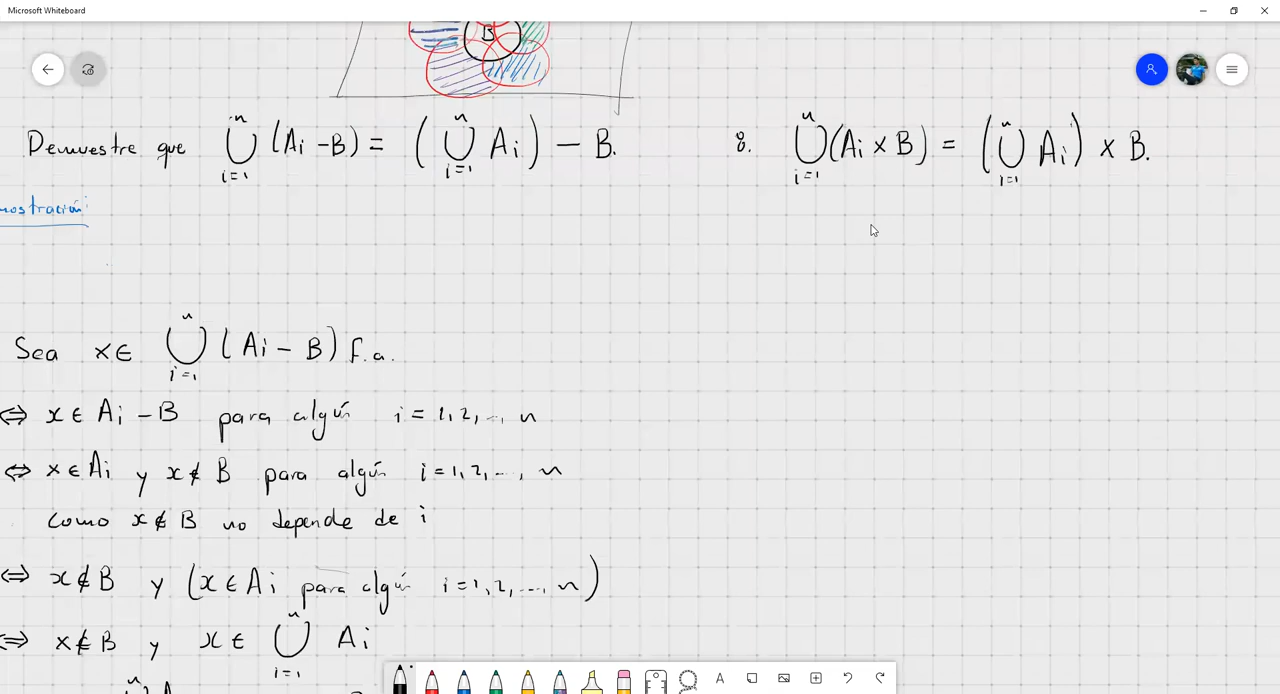 Microsoft Whiteboard
B
Demuestre que ⋃_{i=1}^{n} (Ai - B) = ( ⋃_{i=1}^{n} Ai ) - B.
8. ⋃_{i=1}^{n} (Ai × B) = ( ⋃_{i=1}^{n} Ai ) × B.
mostración:
Sea x ∈ ⋃_{i=1}^{n} (Ai - B) f.a.
⟺ x ∈ Ai - B para algún i = 1, 2, ..., n
⟺ x ∈ Ai y x ∉ B para algún i = 1, 2, ..., n
como x ∉ B no depende de i
⟺ x ∉ B y (x ∈ Ai para algún i = 1, 2, ..., n)
⟺ x ∉ B y x ∈ ⋃_{i=1}^{n} Ai